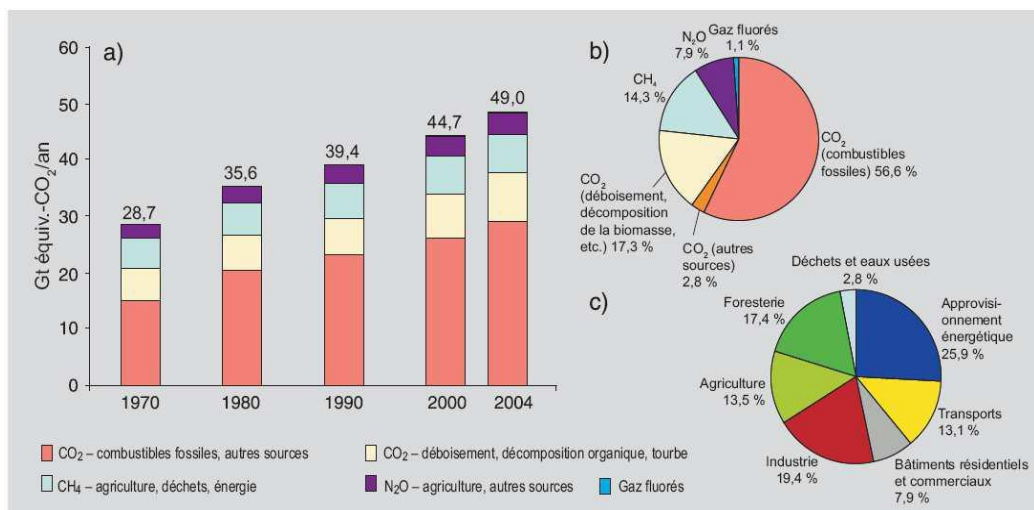 a)
Gt équiv.-CO₂/an
60
50
40
30
20
10
0
28,7
35,6
39,4
44,7
49,0
1970
1980
1990
2000
2004
CO₂ – combustibles fossiles, autres sources
CO₂ – déboisement, décomposition organique, tourbe
CH₄ – agriculture, déchets, énergie
N₂O – agriculture, autres sources
Gaz fluorés
b)
N₂O
7,9 %
Gaz fluorés
1,1 %
CH₄
14,3 %
CO₂
(combustibles
fossiles) 56,6 %
CO₂
(déboisement,
décomposition
de la biomasse,
etc.) 17,3 %
CO₂ (autres
sources)
2,8 %
c)
Déchets et eaux usées
2,8 %
Foresterie
17,4 %
Approvisi-
onnement
énergétique
25,9 %
Agriculture
13,5 %
Transports
13,1 %
Industrie
19,4 %
Bâtiments résidentiels
et commerciaux
7,9 %